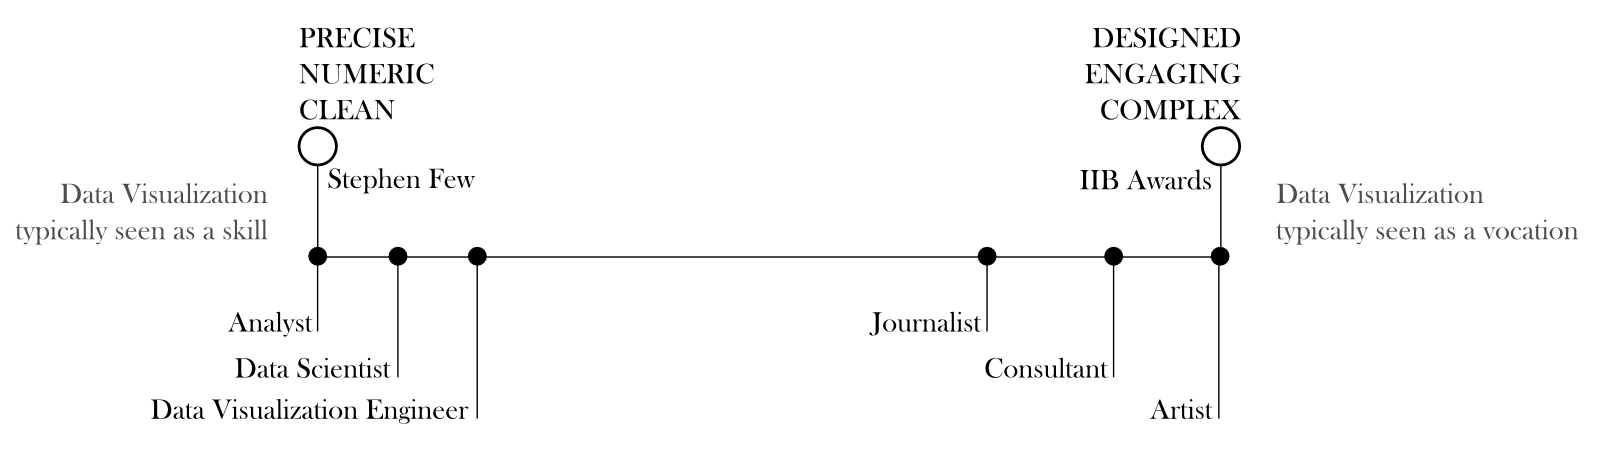 PRECISE
NUMERIC
CLEAN
DESIGNED
ENGAGING
COMPLEX
Stephen Few
IIB Awards
Data Visualization
typically seen as a skill
Data Visualization
typically seen as a vocation
Analyst
Data Scientist
Data Visualization Engineer
Journalist
Consultant
Artist